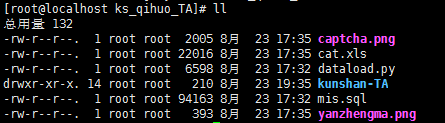 [root@localhost ks_qihuo_TA]# ll
总用量 132
-rw-r--r--.  1 root root  2005 8月   23 17:35 captcha.png
-rw-r--r--.  1 root root 22016 8月   23 17:35 cat.xls
-rw-r--r--.  1 root root  6598 8月   23 17:32 dataload.py
drwxr-xr-x. 14 root root   210 8月   23 19:35 kunshan-TA
-rw-r--r--.  1 root root 94163 8月   23 17:32 mis.sql
-rw-r--r--.  1 root root   393 8月   23 17:35 yanzhengma.png